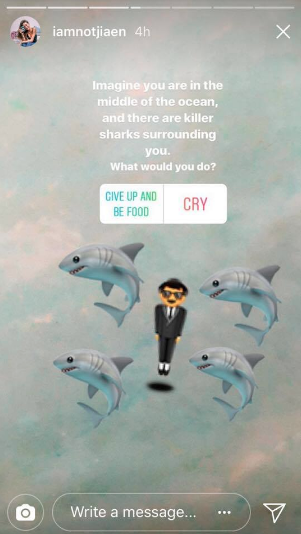 iamnotjiaen 4h
Imagine you are in the
middle of the ocean,
and there are killer
sharks surrounding
you.
What would you do?
GIVE UP AND
BE FOOD
CRY
Write a message...